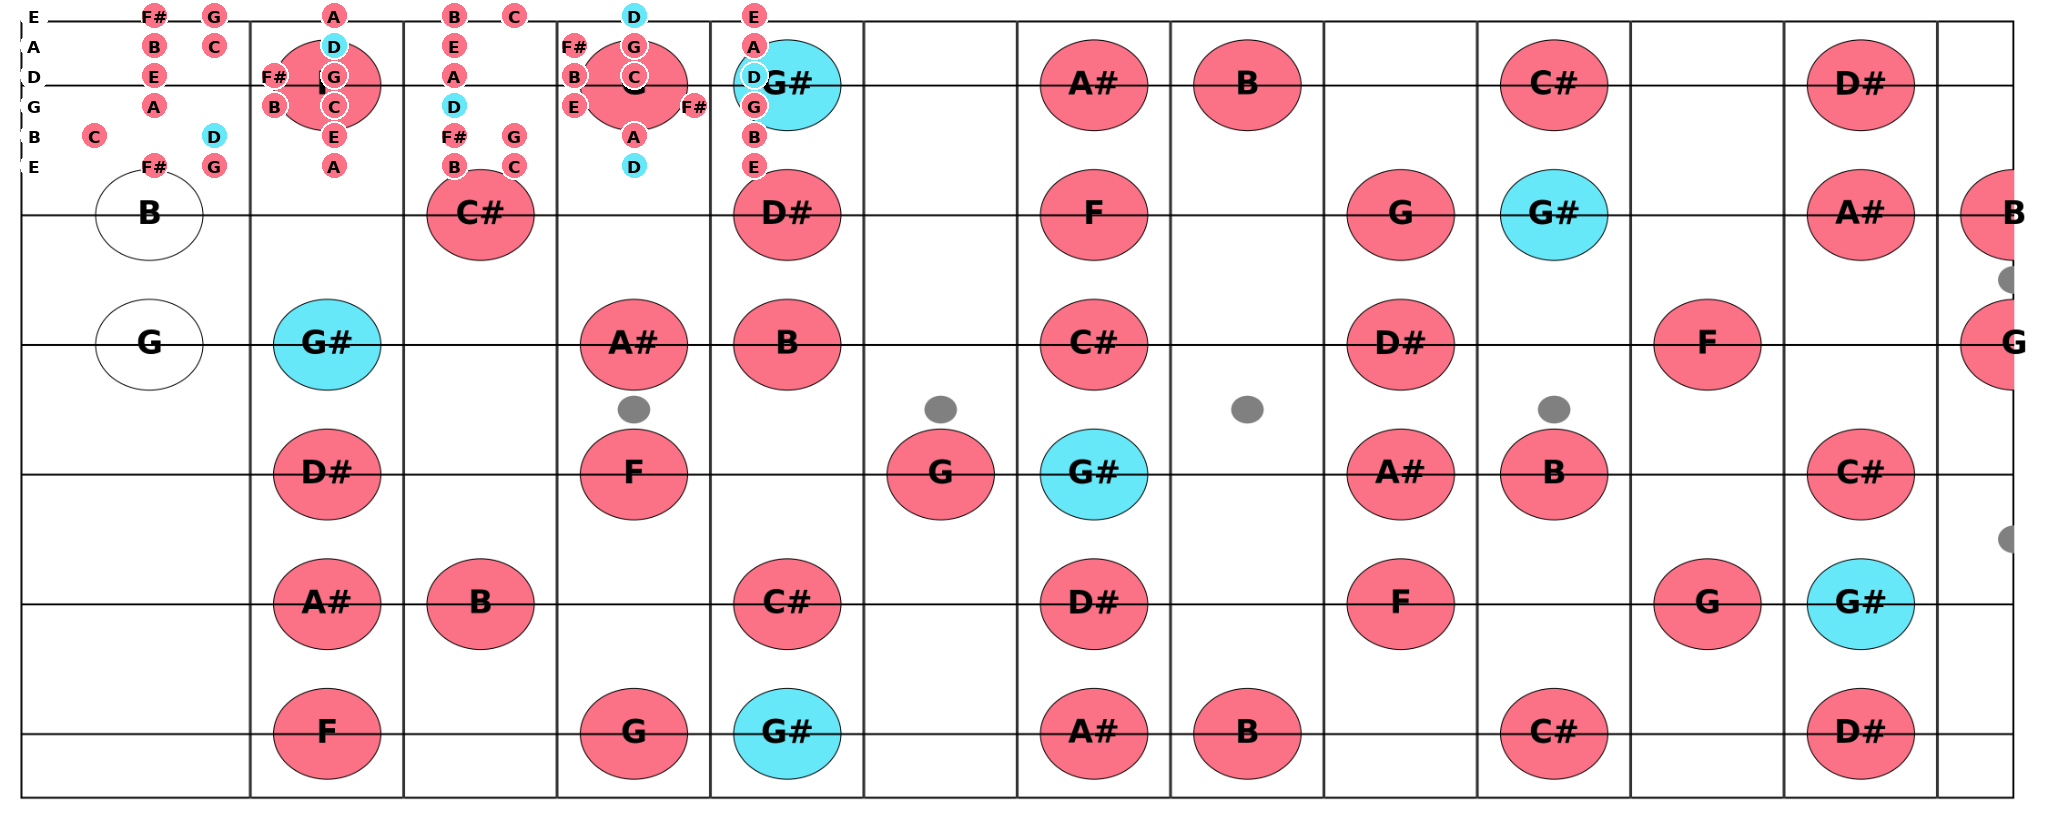 E F# G A B C D E
A B C D E F# G A
D E F# G A B C D
G A B C D E F# G
B C D E F# G A B
E F# G A B C D E
G# A# B C# D#
B C# D# F G G# A# B
G G# A# B C# D# F G
D# F G G# A# B C#
A# B C# D# F G G#
F G G# A# B C# D#